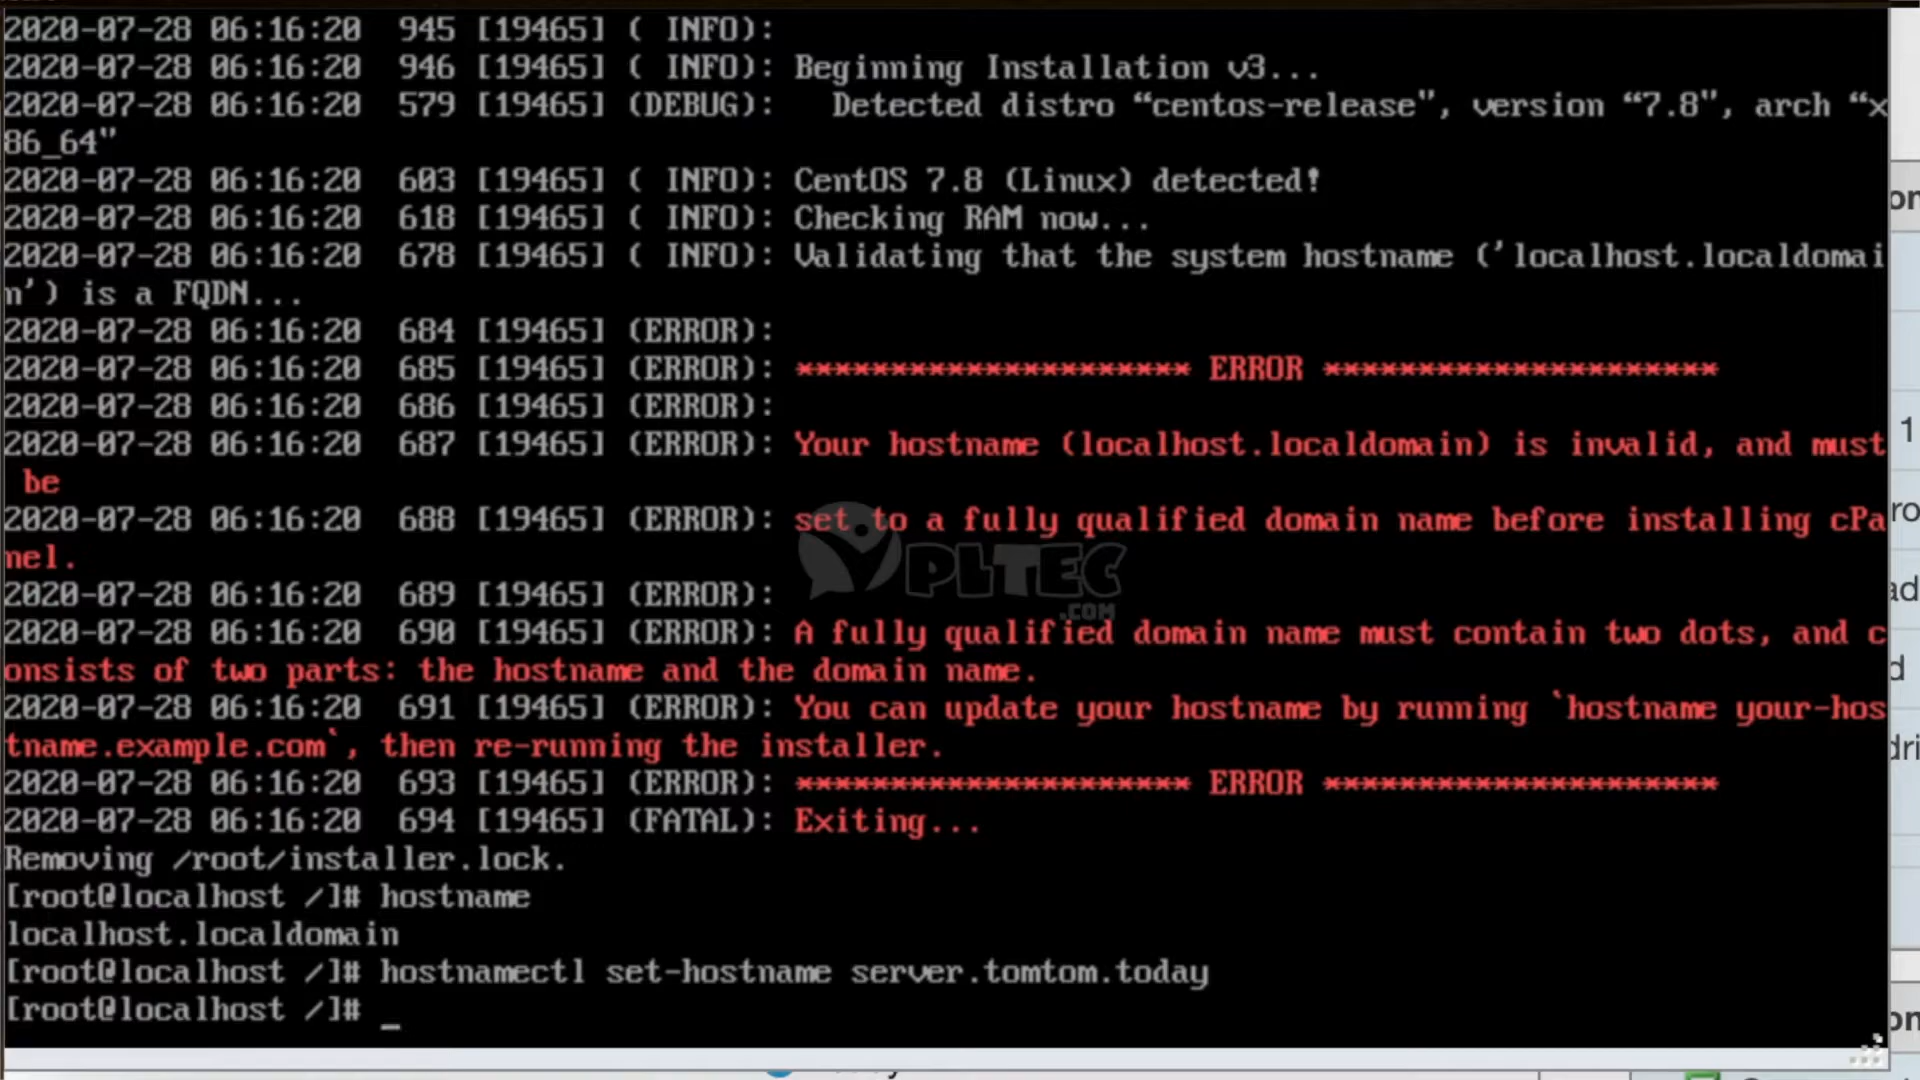 2020-07-28 06:16:20  945 [19465] ( INFO):
2020-07-28 06:16:20  946 [19465] ( INFO): Beginning Installation v3...
2020-07-28 06:16:20  579 [19465] (DEBUG):   Detected distro “centos-release", version “7.8", arch “x
86_64"
2020-07-28 06:16:20  603 [19465] ( INFO): CentOS 7.8 (Linux) detected!
2020-07-28 06:16:20  618 [19465] ( INFO): Checking RAM now...
2020-07-28 06:16:20  678 [19465] ( INFO): Validating that the system hostname ('localhost.localdomai
n') is a FQDN...
2020-07-28 06:16:20  684 [19465] (ERROR):
2020-07-28 06:16:20  685 [19465] (ERROR): ********************* ERROR *********************
2020-07-28 06:16:20  686 [19465] (ERROR):
2020-07-28 06:16:20  687 [19465] (ERROR): Your hostname (localhost.localdomain) is invalid, and must
 be
2020-07-28 06:16:20  688 [19465] (ERROR): set to a fully qualified domain name before installing cPa
nel.
2020-07-28 06:16:20  689 [19465] (ERROR):
2020-07-28 06:16:20  690 [19465] (ERROR): A fully qualified domain name must contain two dots, and c
onsists of two parts: the hostname and the domain name.
2020-07-28 06:16:20  691 [19465] (ERROR): You can update your hostname by running `hostname your-hos
tname.example.com`, then re-running the installer.
2020-07-28 06:16:20  693 [19465] (ERROR): ********************* ERROR *********************
2020-07-28 06:16:20  694 [19465] (FATAL): Exiting...
Removing /root/installer.lock.
[root@localhost /]# hostname
localhost.localdomain
[root@localhost /]# hostnamectl set-hostname server.tomtom.today
[root@localhost /]# _
PLTEC
.COM